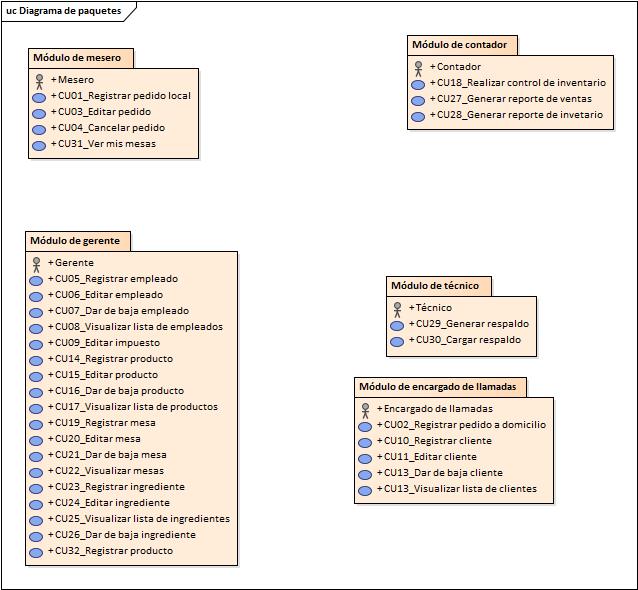 uc Diagrama de paquetes
Módulo de mesero
+ Mesero
+ CU01_Registrar pedido local
+ CU03_Editar pedido
+ CU04_Cancelar pedido
+ CU31_Ver mis mesas
Módulo de contador
+ Contador
+ CU18_Realizar control de inventario
+ CU27_Generar reporte de ventas
+ CU28_Generar reporte de invetario
Módulo de gerente
+ Gerente
+ CU05_Registrar empleado
+ CU06_Editar empleado
+ CU07_Dar de baja empleado
+ CU08_Visualizar lista de empleados
+ CU09_Editar impuesto
+ CU14_Registrar producto
+ CU15_Editar producto
+ CU16_Dar de baja producto
+ CU17_Visualizar lista de productos
+ CU19_Registrar mesa
+ CU20_Editar mesa
+ CU21_Dar de baja mesa
+ CU22_Visualizar mesas
+ CU23_Registrar ingrediente
+ CU24_Editar ingrediente
+ CU25_Visualizar lista de ingredientes
+ CU26_Dar de baja ingrediente
+ CU32_Registrar producto
Módulo de técnico
+ Técnico
+ CU29_Generar respaldo
+ CU30_Cargar respaldo
Módulo de encargado de llamadas
+ Encargado de llamadas
+ CU02_Registrar pedido a domicilio
+ CU10_Registrar cliente
+ CU11_Editar cliente
+ CU13_Dar de baja cliente
+ CU13_Visualizar lista de clientes